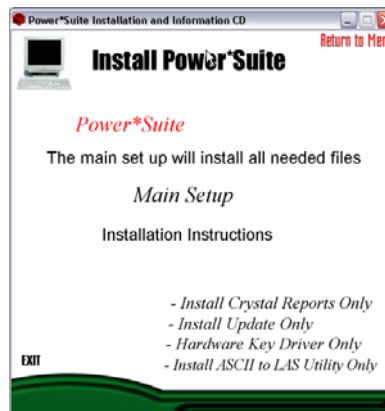 Power*Suite Installation and Information CD
Return to Men
Install Power*Suite
Power*Suite
The main set up will install all needed files
Main Setup
Installation Instructions
- Install Crystal Reports Only
- Install Update Only
- Hardware Key Driver Only
- Install ASCII to LAS Utility Only
EXIT